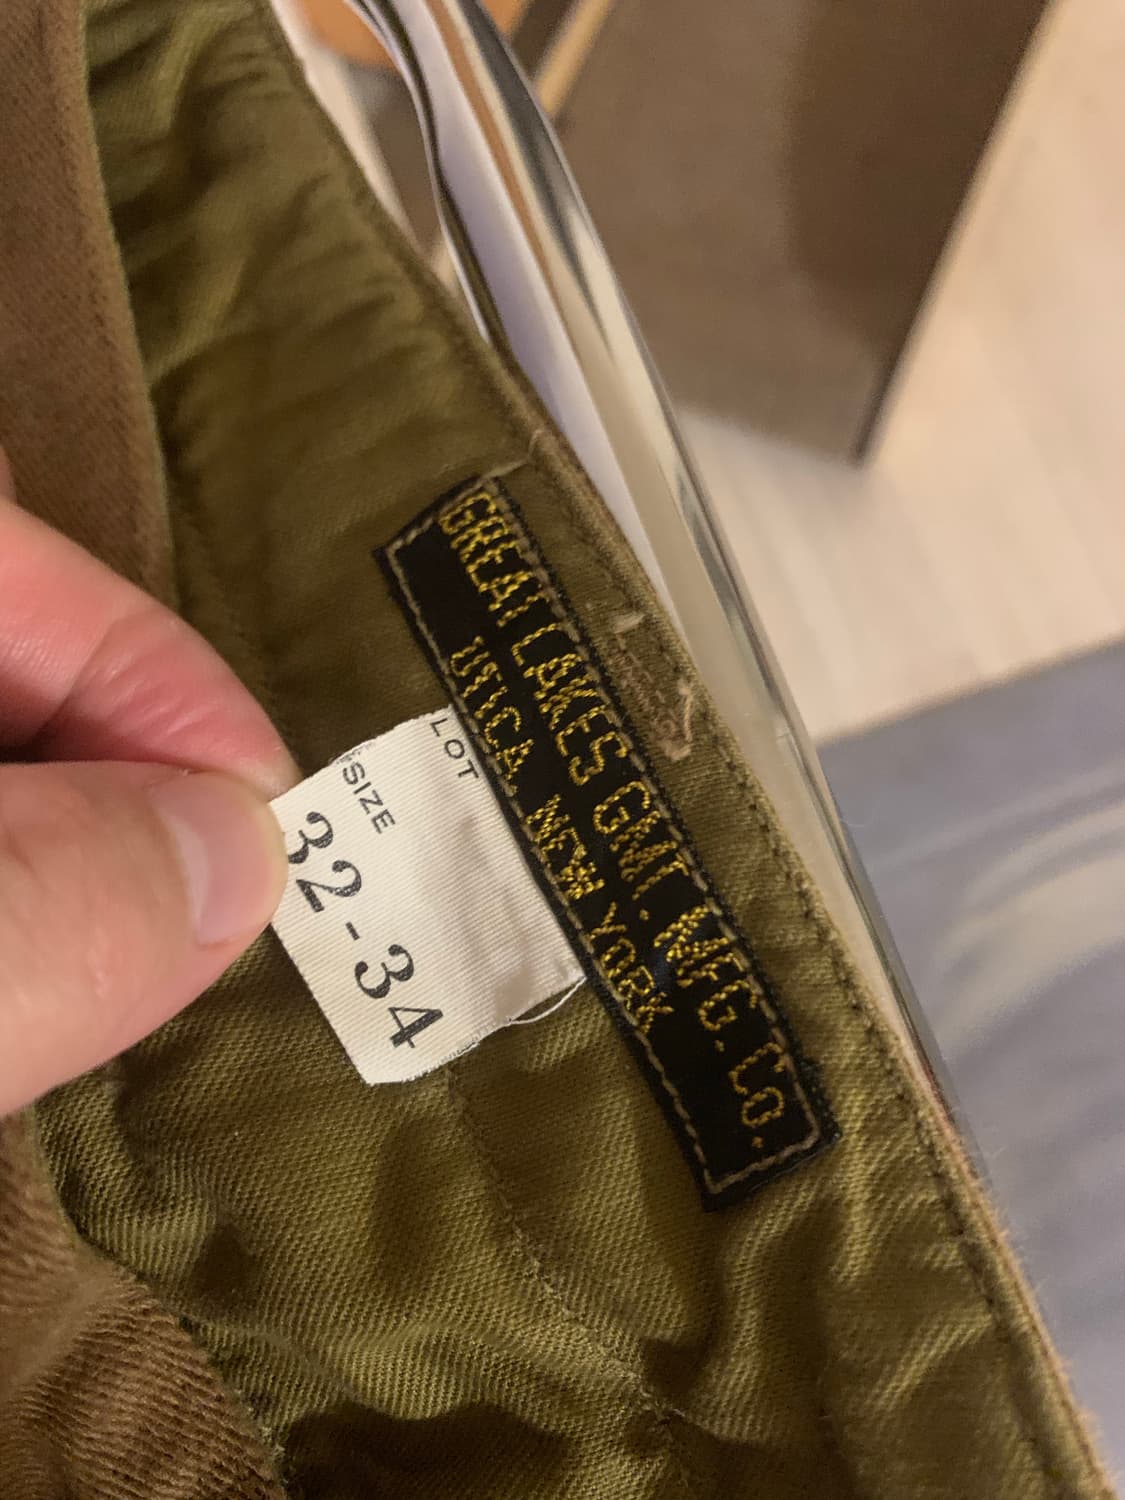 GREAT LAKES GMT. MFG. CO.
UTICA NEW YORK
LOT
SIZE
32-34